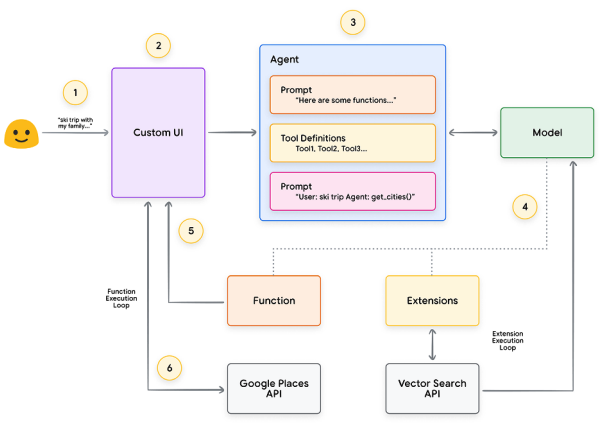 3
2
Agent
1
Prompt
"Here are some functions..."
"ski trip with
my family..."
Custom UI
Tool Definitions
Tool1, Tool2, Tool3...
Model
Prompt
"User: ski trip Agent: get_cities()"
4
5
Function
Execution
Loop
Function
Extensions
Extension
Execution
Loop
6
Google Places
API
Vector Search
API